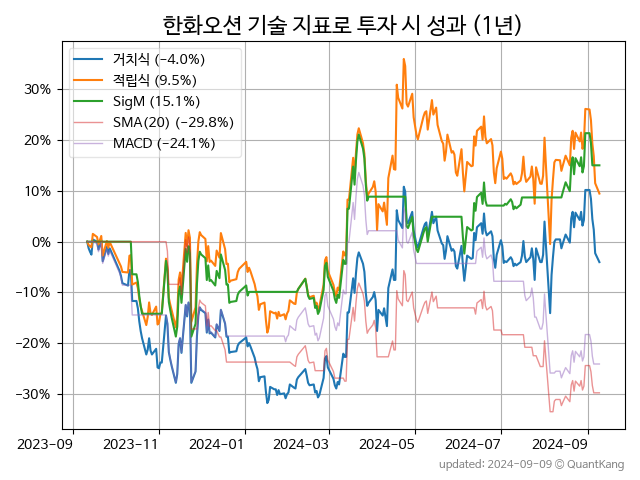 한화오션 기술 지표로 투자 시 성과 (1년)
거치식 (−4.0%)
적립식 (9.5%)
SigM (15.1%)
SMA(20) (−29.8%)
MACD (−24.1%)
30%
20%
10%
0%
−10%
−20%
−30%
2023-09
2023-11
2024-01
2024-03
2024-05
2024-07
2024-09
updated: 2024-09-09 © QuantKang